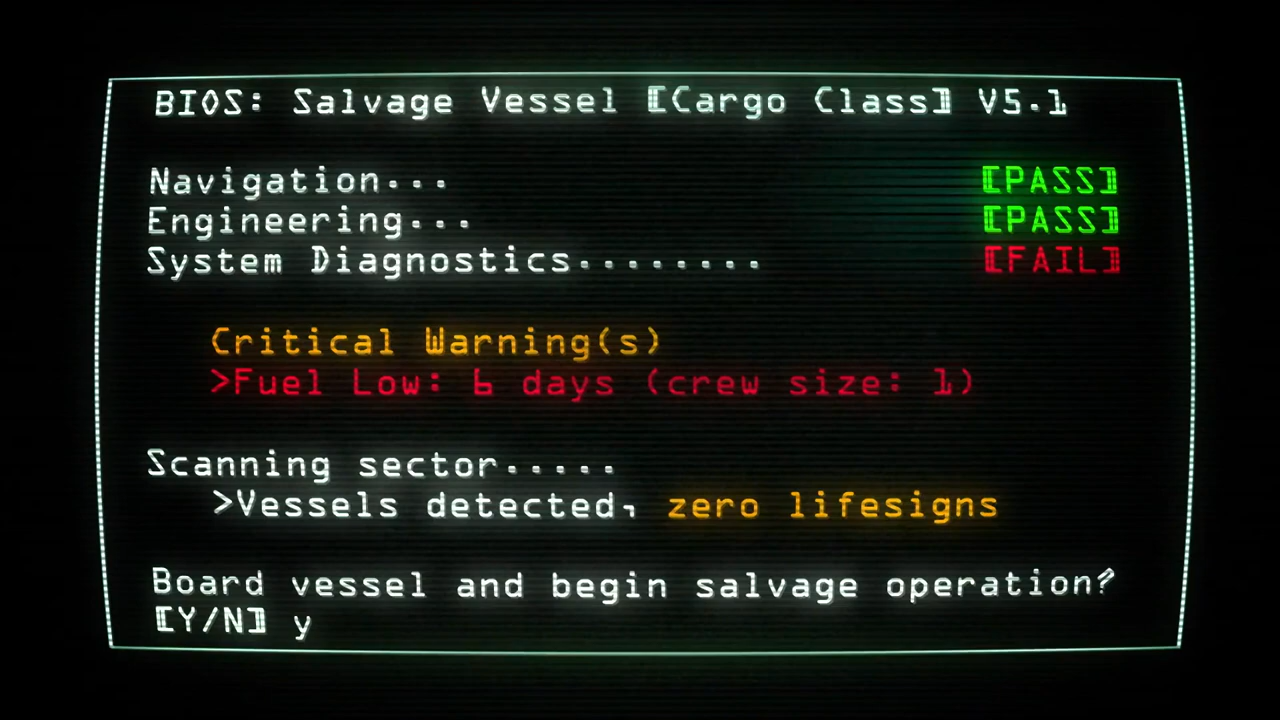 BIOS: Salvage Vessel [Cargo Class] V5.1
Navigation... [PASS]
Engineering... [PASS]
System Diagnostics........ [FAIL]
Critical Warning(s)
>Fuel Low: 6 days (crew size: 1)
Scanning sector.....
>Vessels detected, zero lifesigns
Board vessel and begin salvage operation?
[Y/N] y